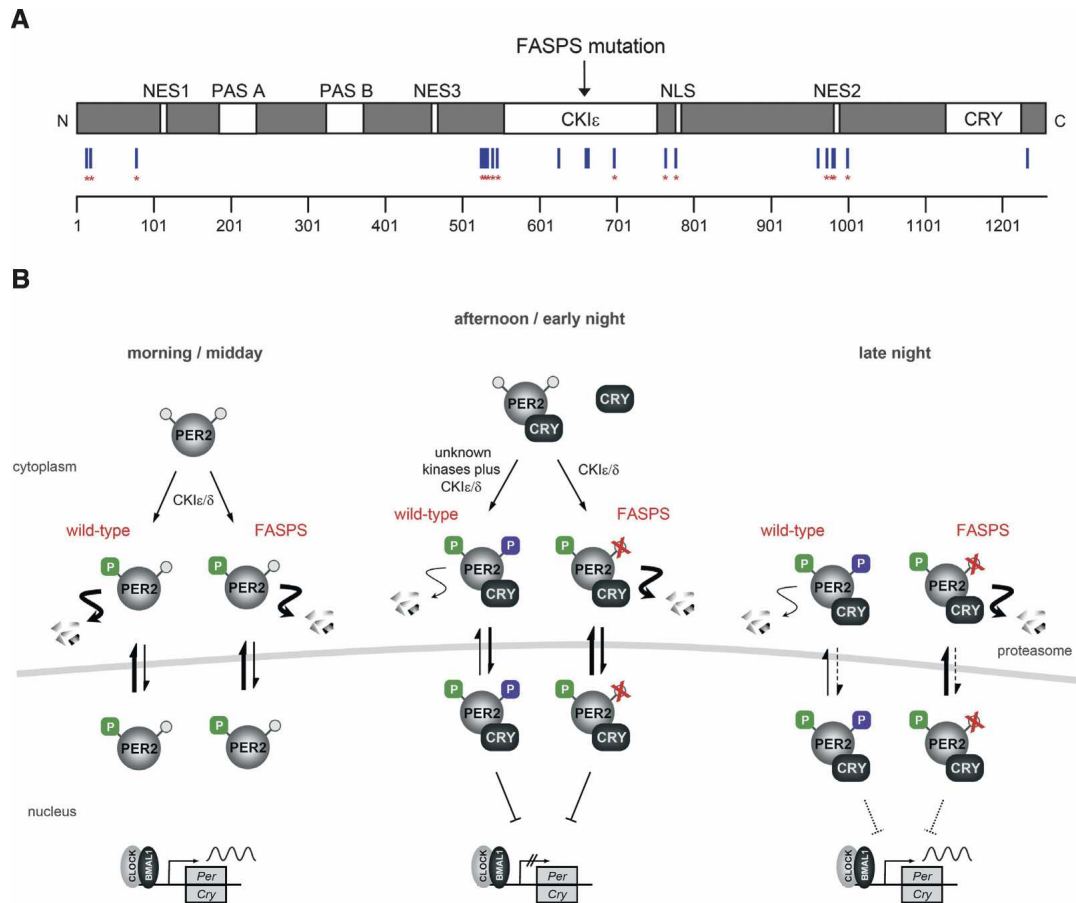 A
FASPS mutation
NES1 PAS A PAS B NES3 NLS NES2
N CKIε CRY C
** * ***** * * * *** *
1 101 201 301 401 501 601 701 801 901 1001 1101 1201
B
afternoon / early night
morning / midday late night
PER2 CRY
PER2 CRY
cytoplasm
unknown
kinases plus
CKIε/δ
CKIε/δ
CKIε/δ
wild-type FASPS wild-type FASPS wild-type FASPS
P P P P P P P P
PER2 PER2 PER2 PER2 PER2 PER2
CRY CRY CRY CRY
proteasome
P P P P P P P P
PER2 PER2 PER2 PER2 PER2 PER2
CRY CRY CRY CRY
nucleus
CLOCK BMAL1 Per CLOCK BMAL1 Per CLOCK BMAL1 Per
Cry Cry Cry